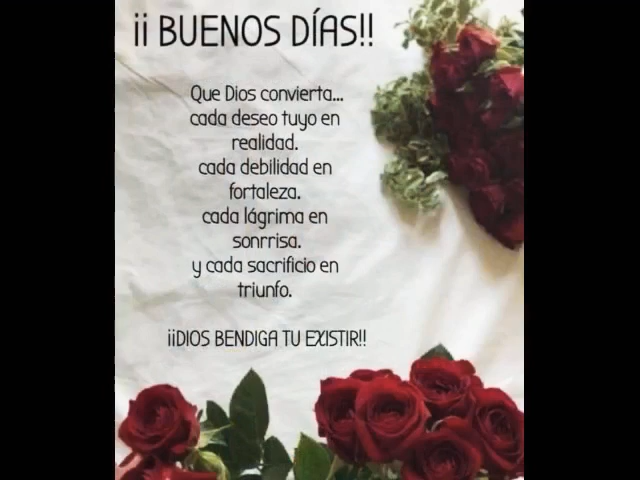 ¡¡ BUENOS DÍAS!!
Que Dios convierta...
cada deseo tuyo en
realidad.
cada debilidad en
fortaleza.
cada lágrima en
sonrrisa.
y cada sacrificio en
triunfo.
¡¡DIOS BENDIGA TU EXISTIR!!